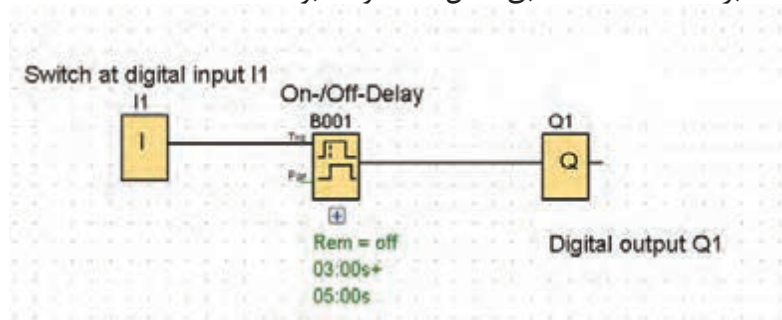 Switch at digital input I1
I1
On-/Off-Delay
B001
Q1
I
Trg
Par
Q
Rem = off
03:00s+
05:00s
Digital output Q1